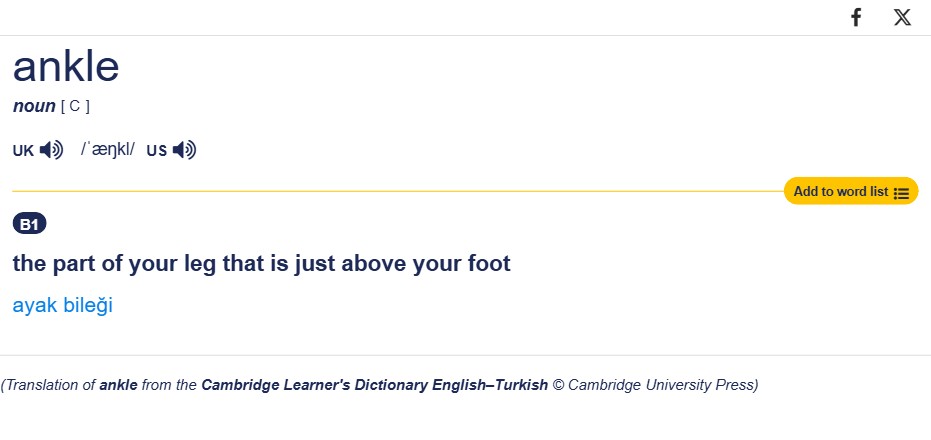 ankle
noun [ C ]
UK /ˈæŋkl/ US
Add to word list
B1
the part of your leg that is just above your foot
ayak bileği
(Translation of ankle from the Cambridge Learner's Dictionary English–Turkish © Cambridge University Press)